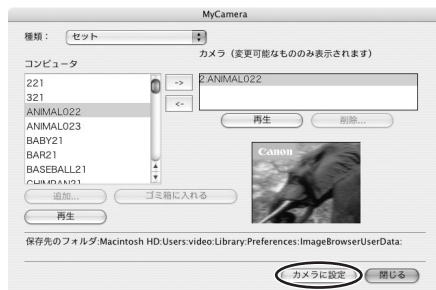 MyCamera
種類： セット
カメラ（変更可能なもののみ表示されます）
コンピュータ
221
321
ANIMAL022
ANIMAL023
BABY21
BAR21
BASEBALL21
CHIMPAN21
->
<-
2:ANIMAL022
再生
削除...
Canon
追加...
ゴミ箱に入れる
再生
保存先のフォルダ:Macintosh HD:Users:video:Library:Preferences:ImageBrowserUserData:
カメラに設定
閉じる